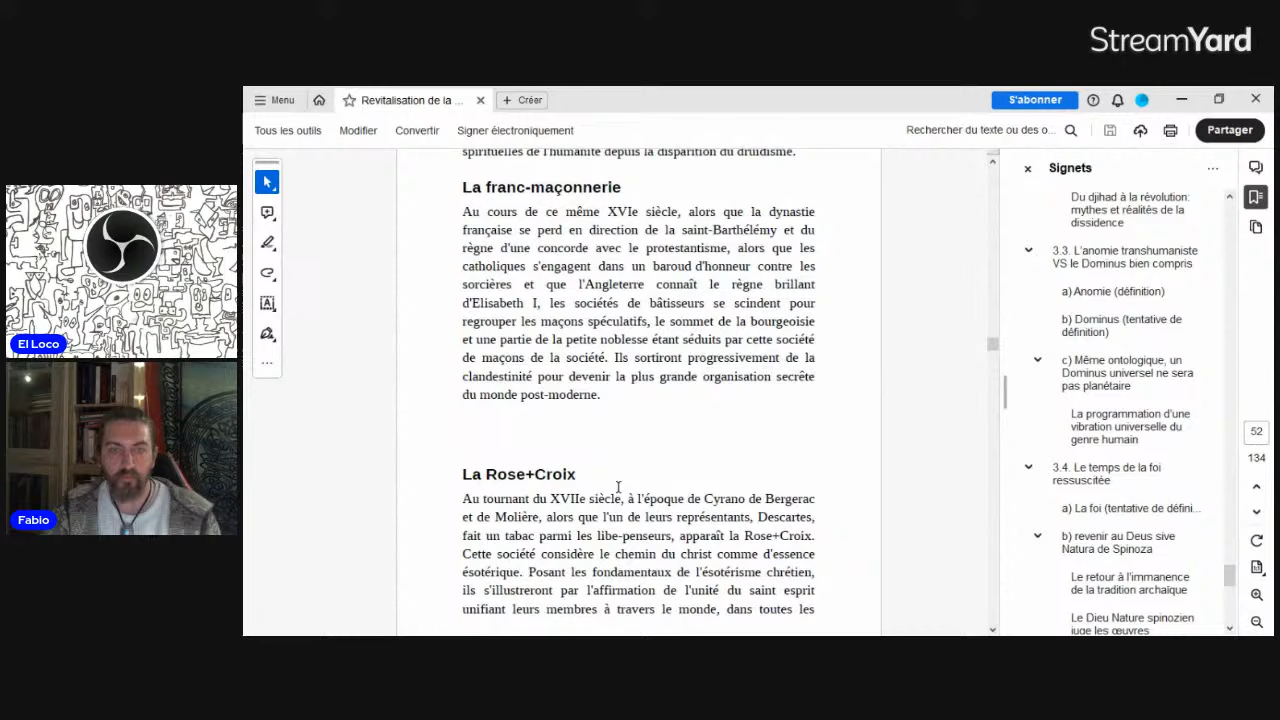 StreamYard
Menu
Revitalisation de la ...
Créer
S'abonner
Tous les outils
Modifier
Convertir
Signer électroniquement
Rechercher du texte ou des o...
Partager
spirituelles de l'humanité depuis la disparition du druidisme.
La franc-maçonnerie
Au cours de ce même XVIe siècle, alors que la dynastie
française se perd en direction de la saint-Barthélémy et du
règne d'une concorde avec le protestantisme, alors que les
catholiques s'engagent dans un baroud d'honneur contre les
sorcières et que l'Angleterre connaît le règne brillant
d'Elisabeth I, les sociétés de bâtisseurs se scindent pour
regrouper les maçons spéculatifs, le sommet de la bourgeoisie
et une partie de la petite noblesse étant séduits par cette société
de maçons de la société. Ils sortiront progressivement de la
clandestinité pour devenir la plus grande organisation secrète
du monde post-moderne.
La Rose+Croix
Au tournant du XVIIe siècle, à l'époque de Cyrano de Bergerac
et de Molière, alors que l'un de leurs représentants, Descartes,
fait un tabac parmi les libe-penseurs, apparaît la Rose+Croix.
Cette société considère le chemin du christ comme d'essence
ésotérique. Posant les fondamentaux de l'ésotérisme chrétien,
ils s'illustreront par l'affirmation de l'unité du saint esprit
unifiant leurs membres à travers le monde, dans toutes les
Signets
Du djihad à la révolution:
mythes et réalités de la
dissidence
3.3. L'anomie transhumaniste
VS le Dominus bien compris
a) Anomie (définition)
b) Dominus (tentative de
définition)
c) Même ontologique, un
Dominus universel ne sera
pas planétaire
La programmation d'une
vibration universelle du
genre humain
3.4. Le temps de la foi
ressuscitée
a) La foi (tentative de défini...
b) revenir au Deus sive
Natura de Spinoza
Le retour à l'immanence
de la tradition archaïque
Le Dieu Nature spinozien
juge les œuvres
52
134
El Loco
Fabio